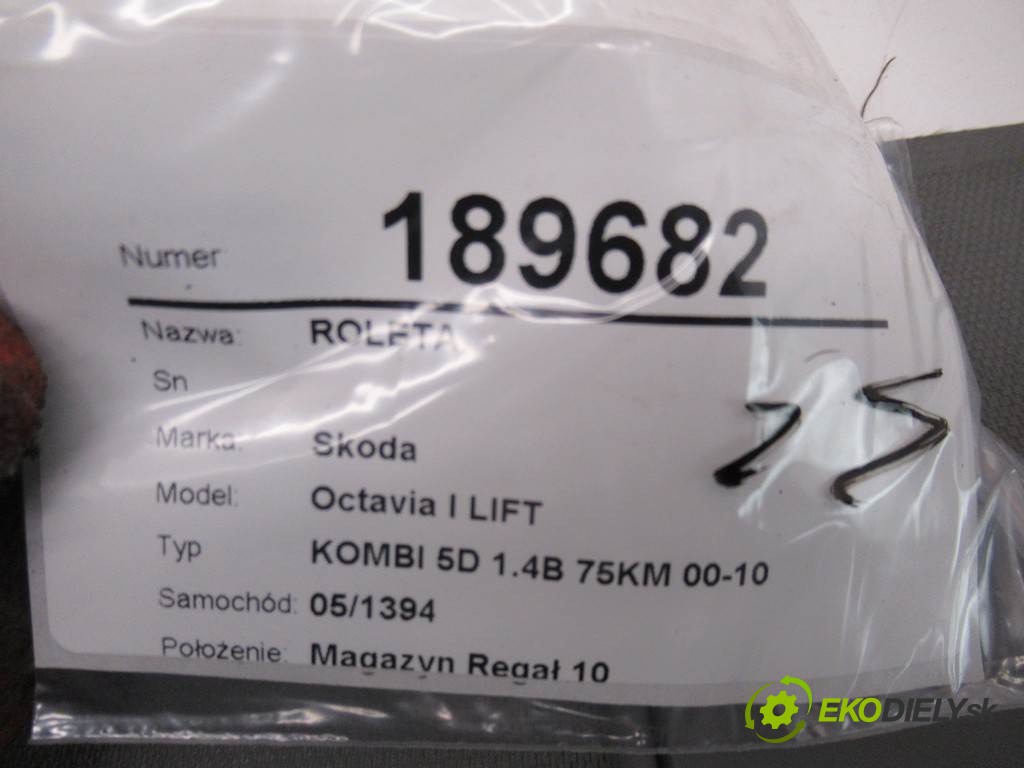 Numer 189682
Nazwa: ROLETA
Sn
Marka: Skoda
Model: Octavia I LIFT
Typ KOMBI 5D 1.4B 75KM 00-10
Samochód: 05/1394
Położenie: Magazyn Regał 10
EKODIELY.sk